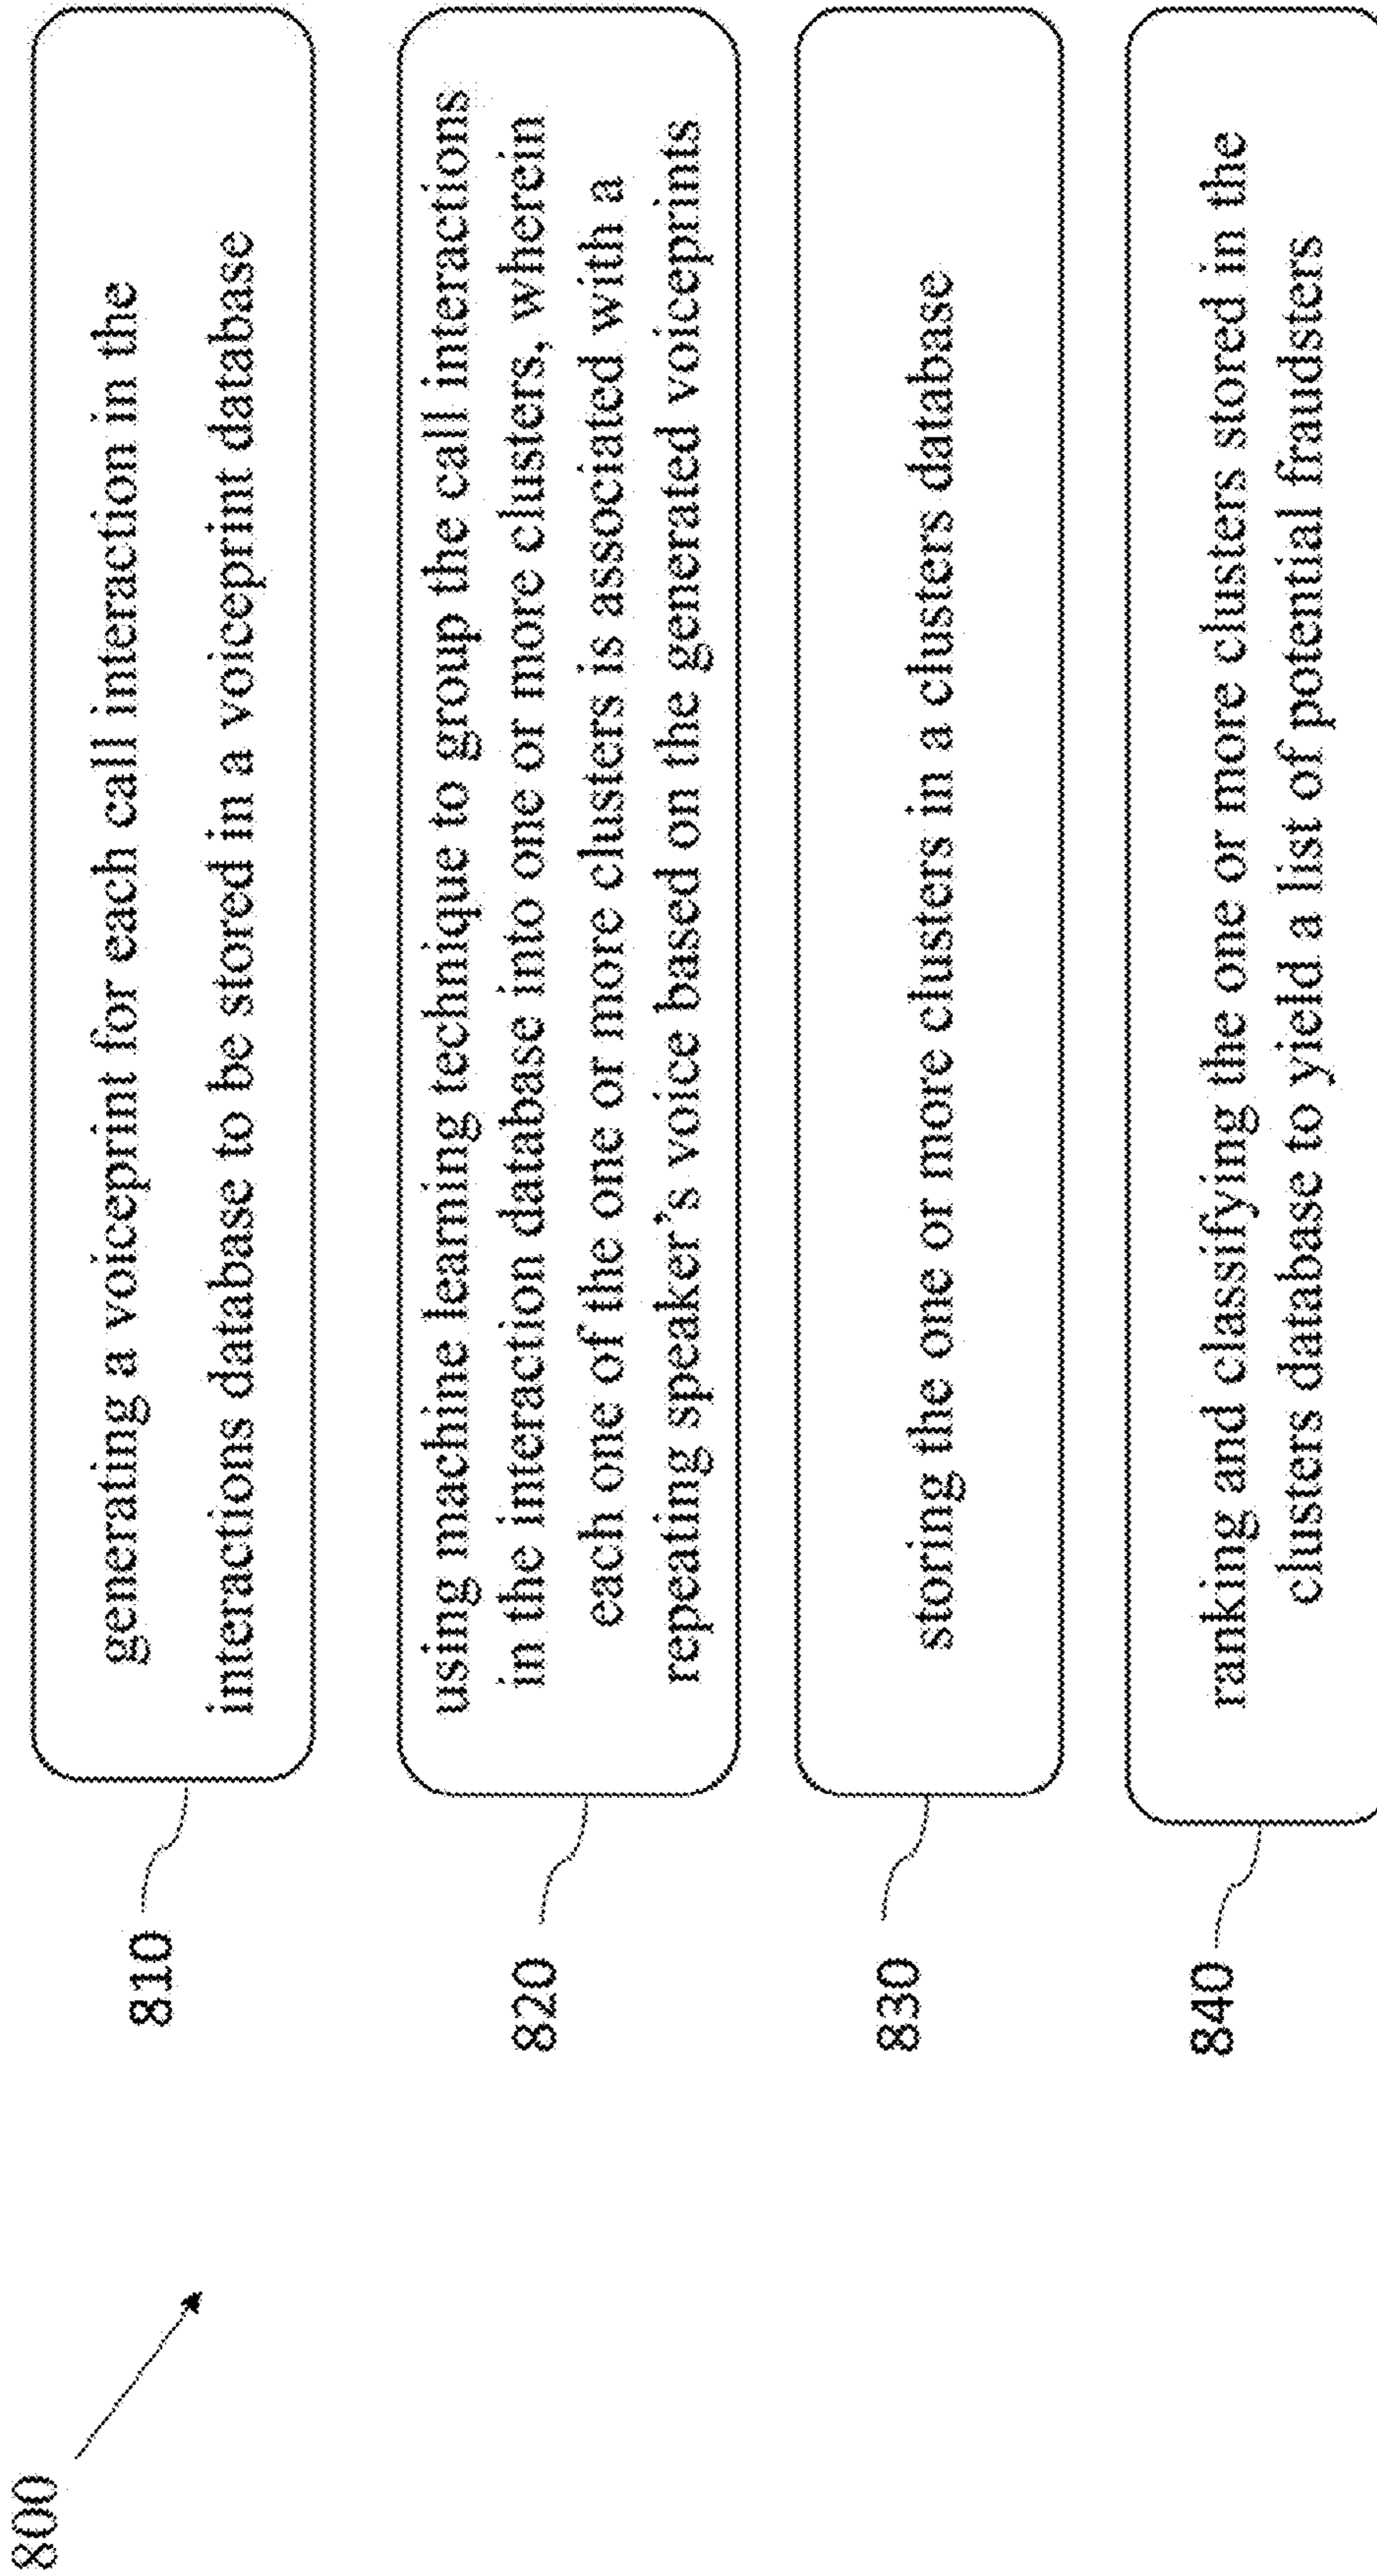 800
810
generating a voiceprint for each call interaction in the
interactions database to be stored in a voiceprint database
820
using machine learning technique to group the call interactions
in the interaction database into one or more clusters, wherein
each one of the one or more clusters is associated with a
repeating speaker's voice based on the generated voiceprints
830
storing the one or more clusters in a clusters database
840
ranking and classifying the one or more clusters stored in the
clusters database to yield a list of potential fraudsters